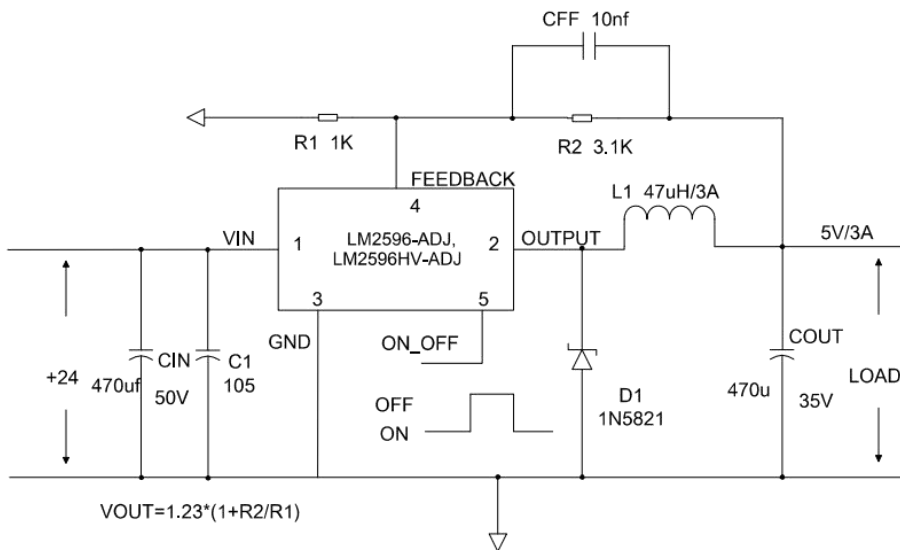 CFF 10nf
R1 1K
R2 3.1K
FEEDBACK
L1 47uH/3A
4
VIN
1
LM2596-ADJ,
LM2596HV-ADJ
2
OUTPUT
5V/3A
3
5
GND
ON_OFF
COUT
+24
470uf
CIN
50V
C1
105
D1
1N5821
470u
35V
LOAD
OFF
ON
VOUT=1.23*(1+R2/R1)